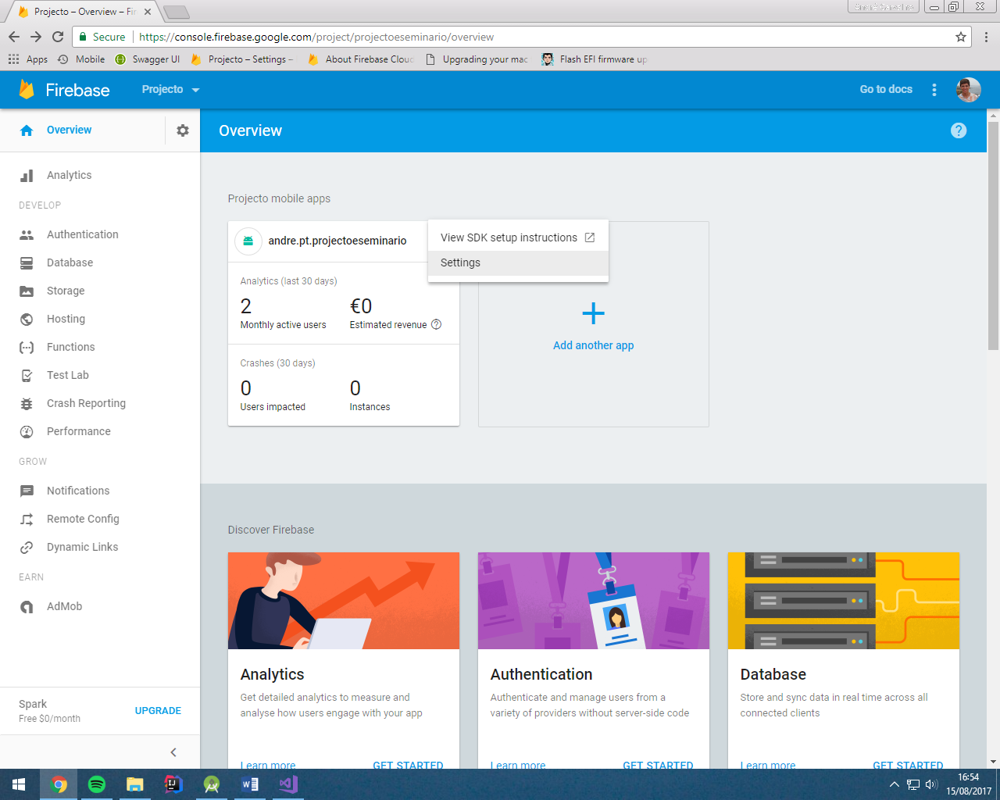 Projecto – Overview – Fir
André Carvalho
Secure
https://console.firebase.google.com/project/projectoeseminario/overview
Apps
Mobile
Swagger UI
Projecto – Settings –
About Firebase Cloud
Upgrading your mac
Flash EFI firmware up
Firebase
Projecto
Go to docs
Overview
Overview
?
Analytics
DEVELOP
Authentication
Database
Storage
Hosting
Functions
Test Lab
Crash Reporting
Performance
GROW
Notifications
Remote Config
Dynamic Links
EARN
AdMob
Spark
Free $0/month
UPGRADE
Projecto mobile apps
andre.pt.projectoeseminario
View SDK setup instructions
Settings
Analytics (last 30 days)
2
€0
Monthly active users
Estimated revenue ?
Crashes (30 days)
0
0
Users impacted
Instances
Add another app
Discover Firebase
Analytics
Get detailed analytics to measure and
analyse how users engage with your app
Learn more
GET STARTED
Authentication
Authenticate and manage users from a
variety of providers without server-side code
Learn more
GET STARTED
Database
Store and sync data in real time across all
connected clients
Learn more
GET STARTED
16:54
15/08/2017